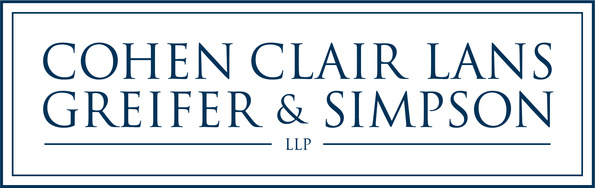 COHEN CLAIR LANS
GREIFER & SIMPSON
LLP